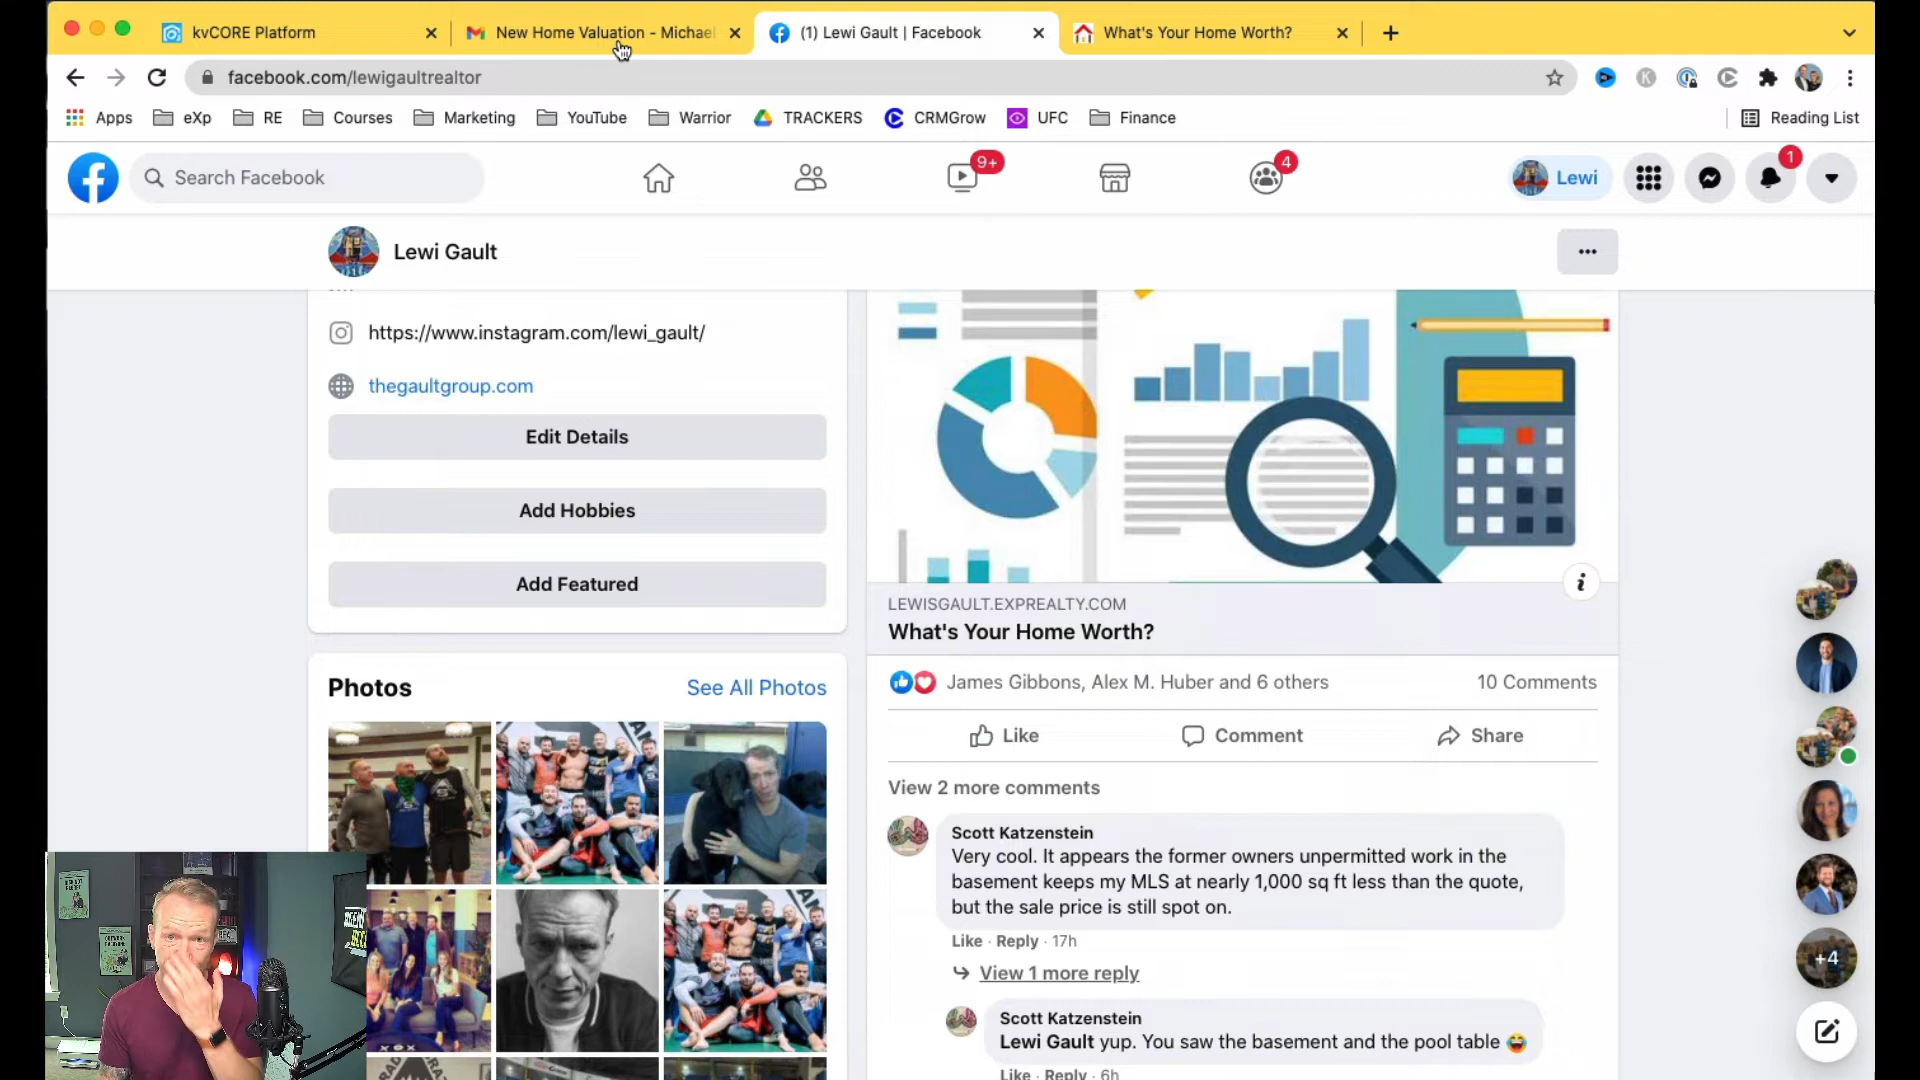 kvCORE Platform
New Home Valuation - Michael
(1) Lewi Gault | Facebook
What's Your Home Worth?
facebook.com/lewigaultrealtor
Apps
eXp
RE
Courses
Marketing
YouTube
Warrior
TRACKERS
CRMGrow
UFC
Finance
Reading List
Search Facebook
9+
4
Lewi
1
Lewi Gault
https://www.instagram.com/lewi_gault/
thegaultgroup.com
Edit Details
Add Hobbies
Add Featured
Photos
See All Photos
LEWISGAULT.EXPREALTY.COM
What's Your Home Worth?
James Gibbons, Alex M. Huber and 6 others
10 Comments
Like
Comment
Share
View 2 more comments
Scott Katzenstein
Very cool. It appears the former owners unpermitted work in the
basement keeps my MLS at nearly 1,000 sq ft less than the quote,
but the sale price is still spot on.
Like · Reply · 17h
View 1 more reply
Scott Katzenstein
Lewi Gault yup. You saw the basement and the pool table 😂
Like · Reply · 6h
+4